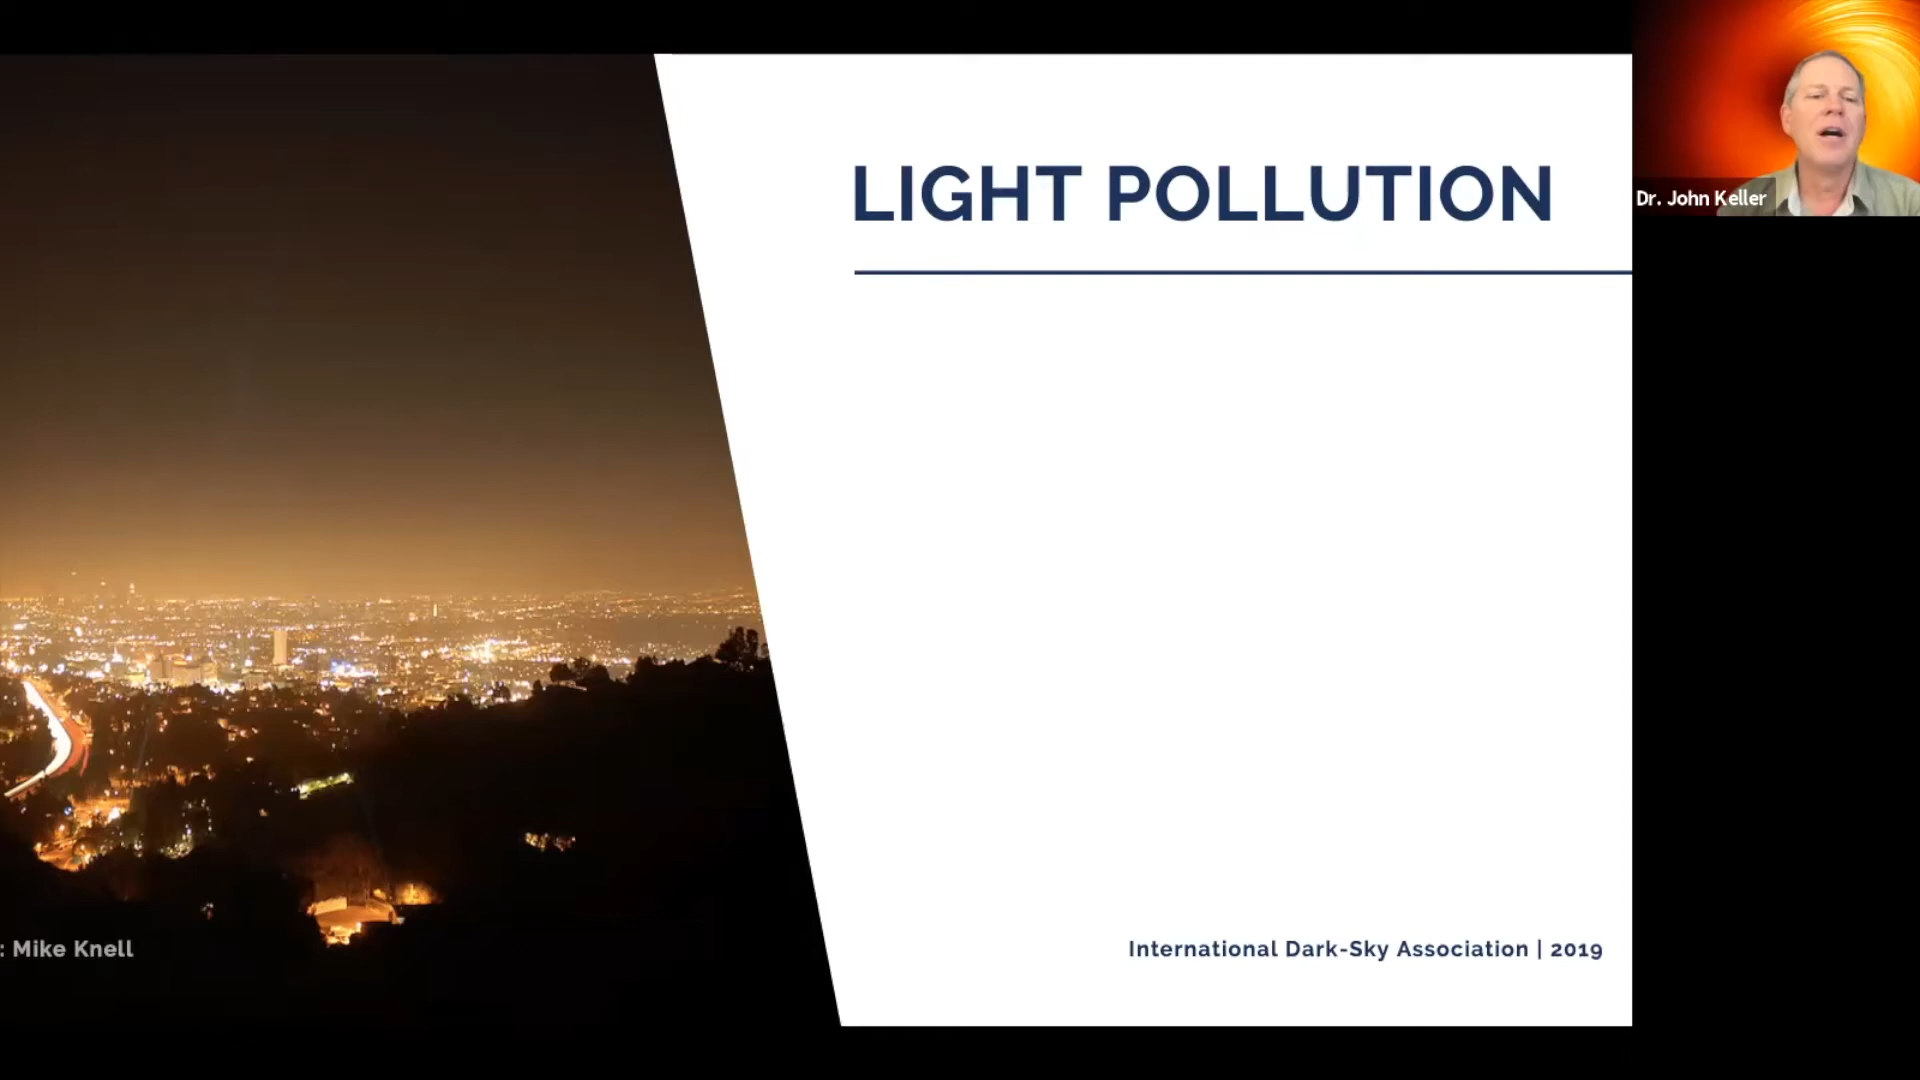 LIGHT POLLUTION
Dr. John Keller
: Mike Knell
International Dark-Sky Association | 2019